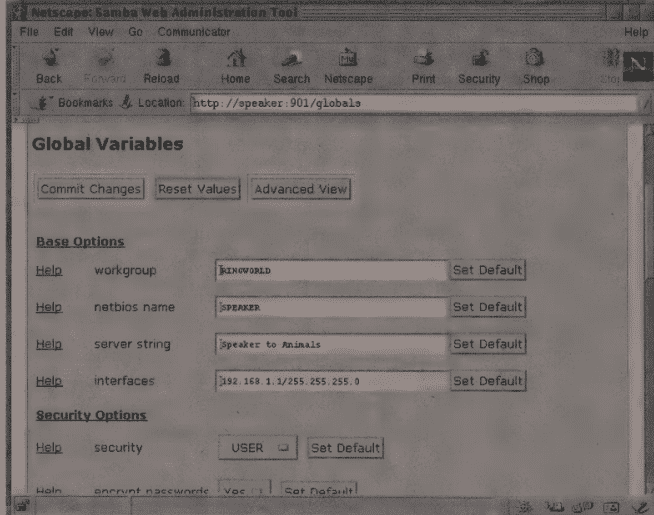 Netscape: Samba Web Administration Tool
File Edit View Go Communicator Help
Back Forward Reload Home Search Netscape Print Security Shop Stop
N
Bookmarks Location: http://speaker:901/globals
Global Variables
Commit Changes Reset Values Advanced View
Base Options
Help workgroup RINGWORLD Set Default
Help netbios name SPEAKER Set Default
Help server string Speaker to Animals Set Default
Help interfaces 192.168.1.1/255.255.255.0 Set Default
Security Options
Help security USER Set Default
Help encrypt passwords Yes Set Default